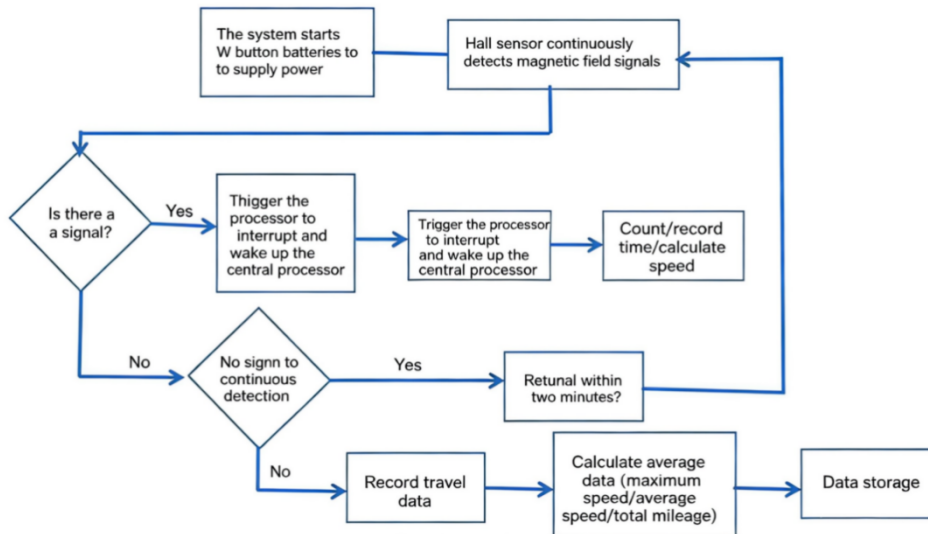 The system starts
W button batteries to
to supply power
Hall sensor continuously
detects magnetic field signals
Is there a
a signal?
Yes
Thigger the
processor to
interrupt and
wake up the
central processor
Trigger the processor
to interrupt
and wake up the
central processor
Count/record
time/calculate
speed
No
No signn to
continuous
detection
Yes
Retunal within
two minutes?
No
Record travel
data
Calculate average
data (maximum
speed/average
speed/total mileage)
Data storage